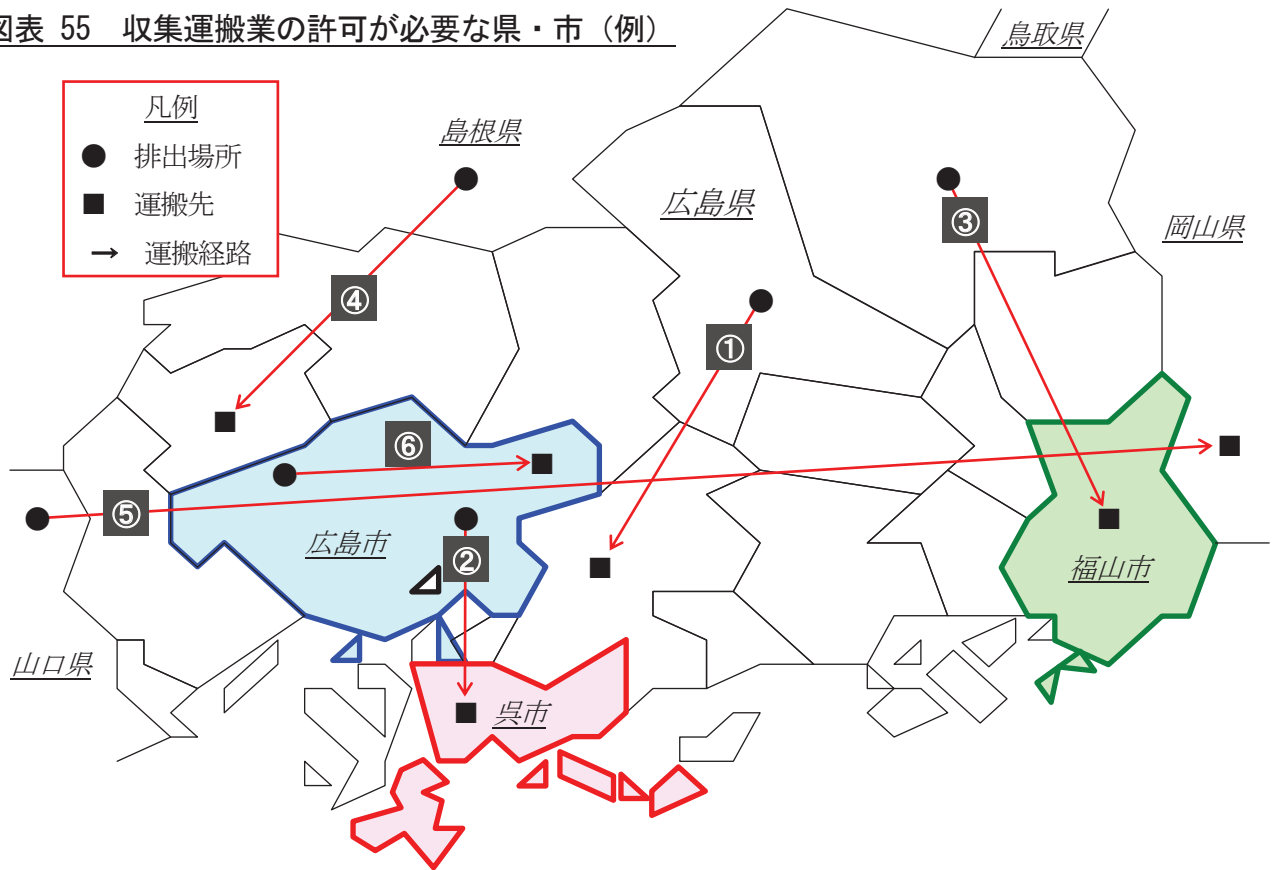 図表 55 収集運搬業の許可が必要な県・市（例）
凡例
● 排出場所
■ 運搬先
→ 運搬経路
鳥取県
島根県
広島県
岡山県
③
④
①
⑥
⑤
広島市
②
福山市
山口県
呉市